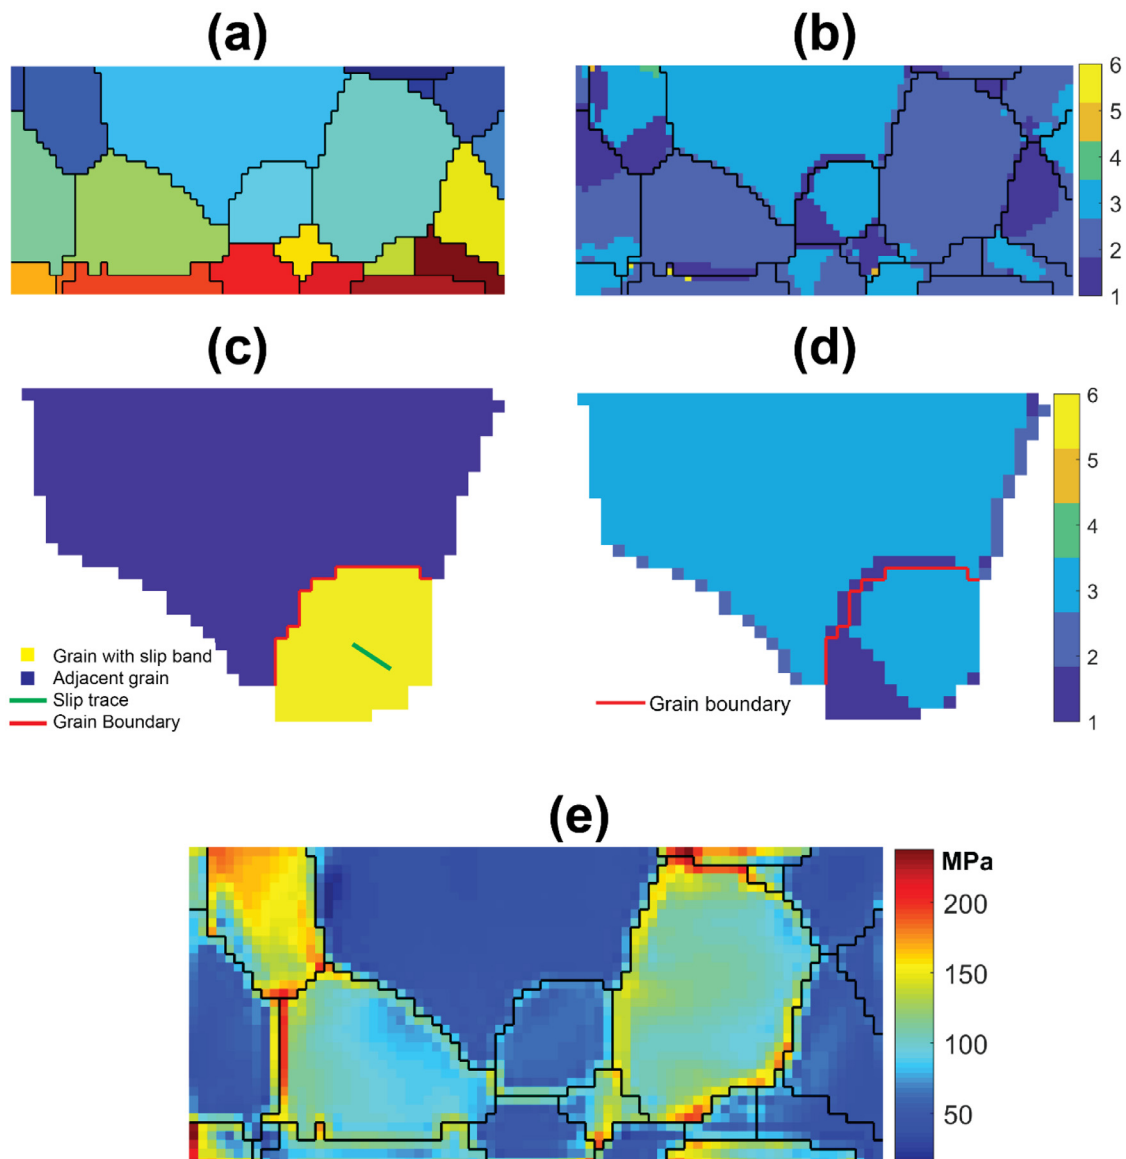 (a)
(b)
6
5
4
3
2
1
(c)
(d)
Grain with slip band
Adjacent grain
Slip trace
Grain Boundary
Grain boundary
6
5
4
3
2
1
(e)
MPa
200
150
100
50